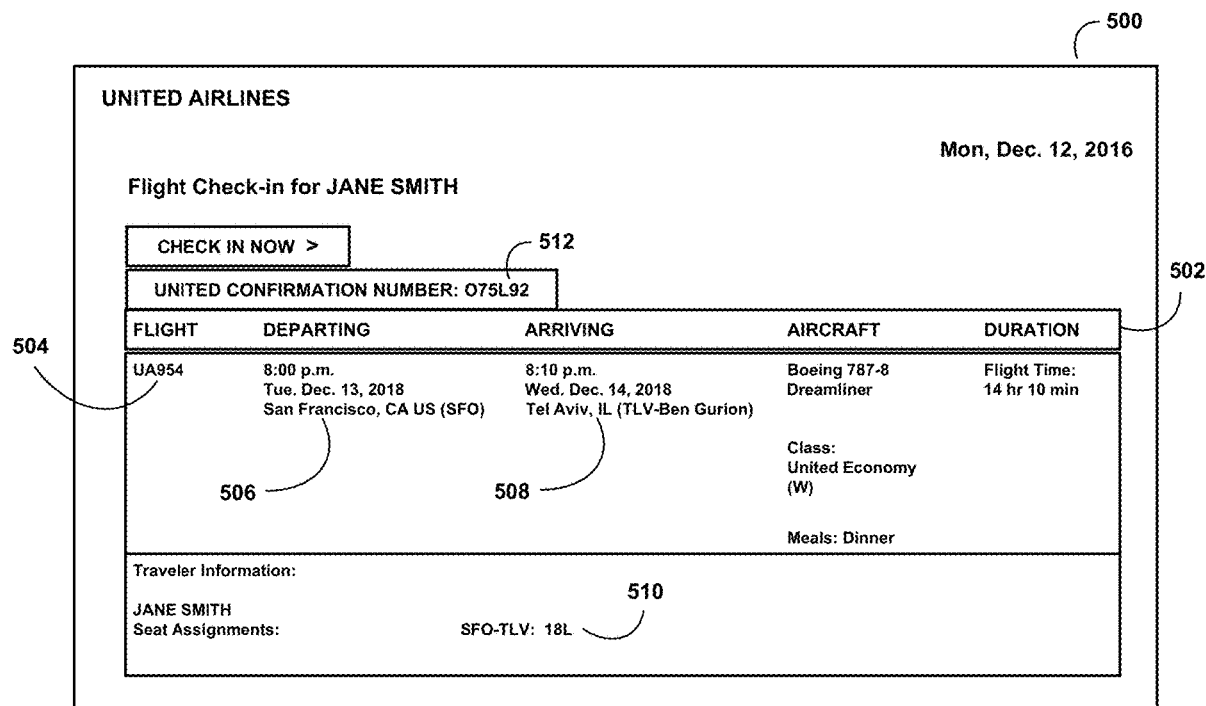 500
UNITED AIRLINES
Mon, Dec. 12, 2016
Flight Check-in for JANE SMITH
CHECK IN NOW >
512
UNITED CONFIRMATION NUMBER: O75L92
502
FLIGHT DEPARTING ARRIVING AIRCRAFT DURATION
504
UA954 8:00 p.m. 8:10 p.m. Boeing 787-8 Flight Time:
Tue. Dec. 13, 2018 Wed. Dec. 14, 2018 Dreamliner 14 hr 10 min
San Francisco, CA US (SFO) Tel Aviv, IL (TLV-Ben Gurion)
Class:
United Economy
(W)
506 508
Meals: Dinner
Traveler Information:
510
JANE SMITH
Seat Assignments: SFO-TLV: 18L